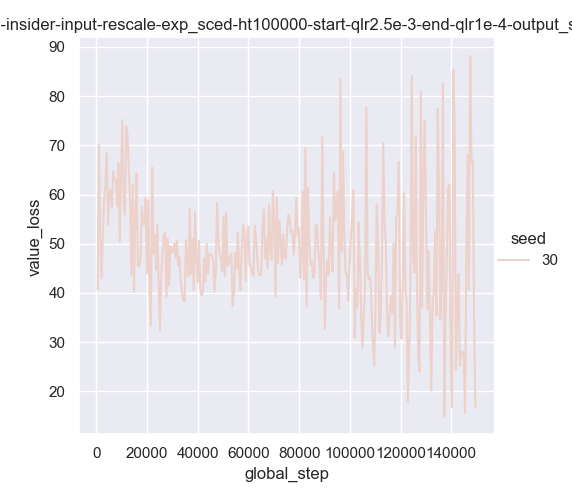 -insider-input-rescale-exp_sced-ht100000-start-qlr2.5e-3-end-qlr1e-4-output_s
90
80
70
60
50
40
30
20
value_loss
0 20000 40000 60000 80000 100000 120000 140000
global_step
seed
30